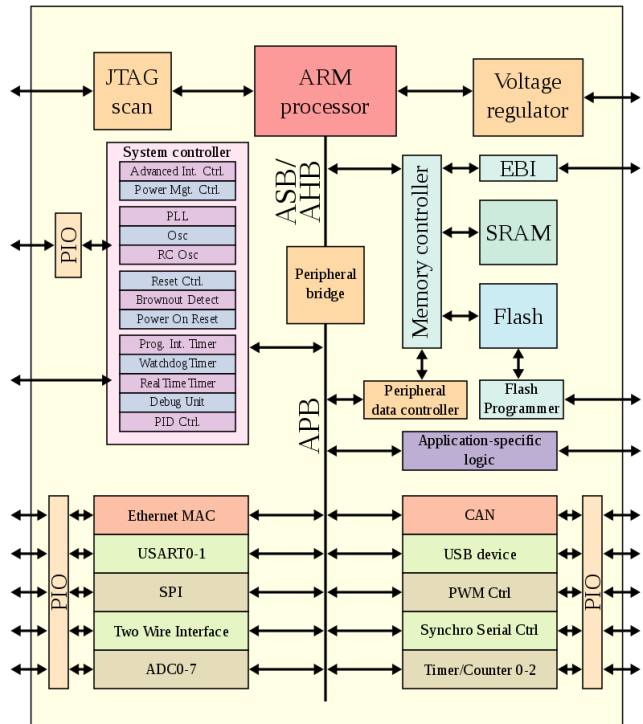 JTAG
scan
ARM
processor
Voltage
regulator
System controller
Advanced Int. Ctrl.
Power Mgt. Ctrl.
PLL
Osc
RC Osc
Reset Ctrl.
Brownout Detect
Power On Reset
Prog. Int. Timer
Watchdog Timer
Real Time Timer
Debug Unit
PID Ctrl.
PIO
ASB/
AHB
Peripheral
bridge
APB
Memory controller
EBI
SRAM
Flash
Peripheral
data controller
Flash
Programmer
Application-specific
logic
PIO
Ethernet MAC
USART0-1
SPI
Two Wire Interface
ADC0-7
CAN
USB device
PWM Ctrl
Synchro Serial Ctrl
Timer/Counter 0-2
PIO